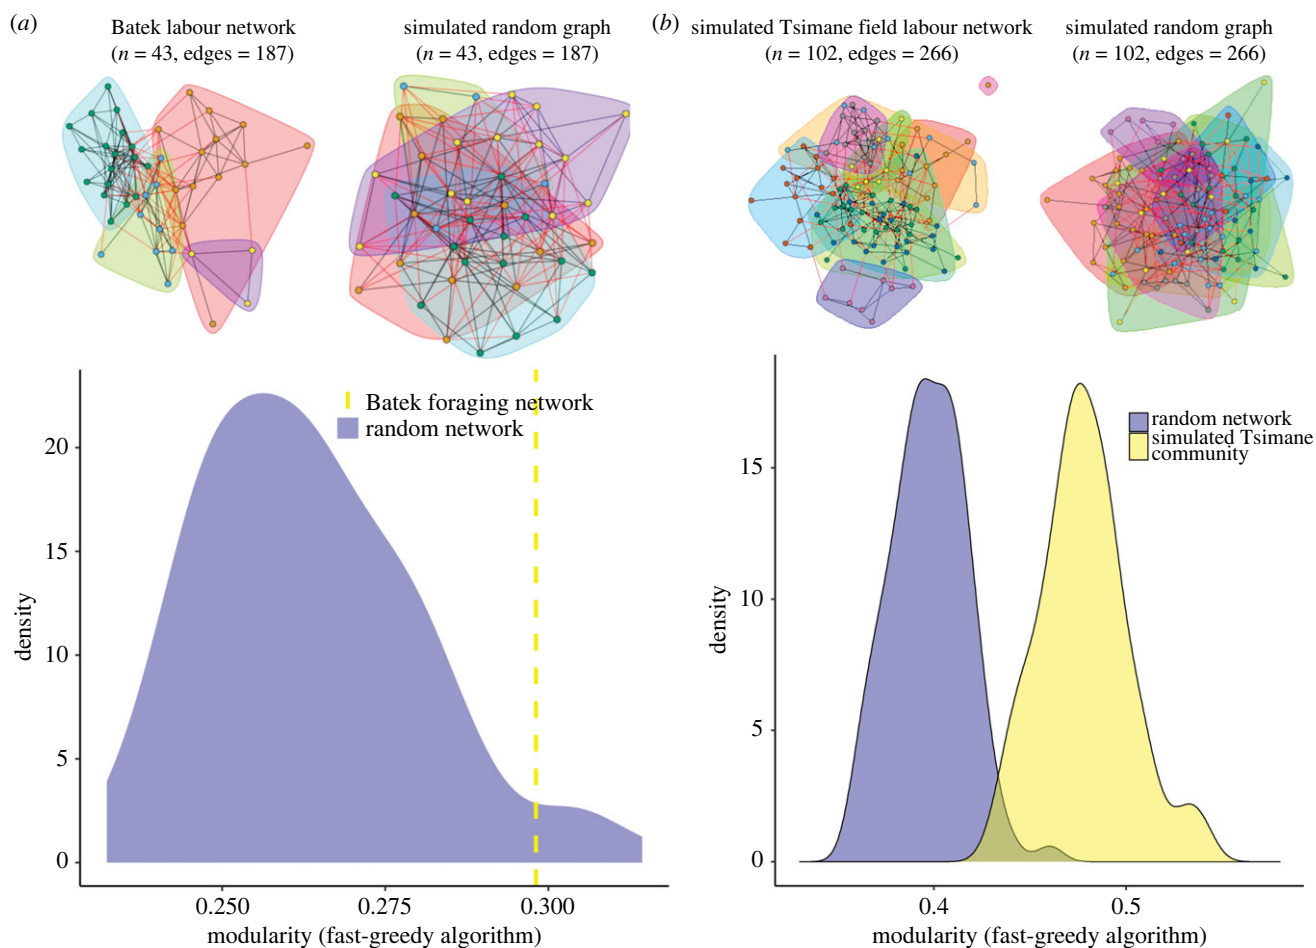 (a)
Batek labour network
(n = 43, edges = 187)
simulated random graph
(n = 43, edges = 187)
(b)
simulated Tsimane field labour network
(n = 102, edges = 266)
simulated random graph
(n = 102, edges = 266)
Batek foraging network
random network
20
15
10
5
0
density
0.250
0.275
0.300
modularity (fast-greedy algorithm)
random network
simulated Tsimane
community
15
10
5
0
density
0.4
0.5
modularity (fast-greedy algorithm)